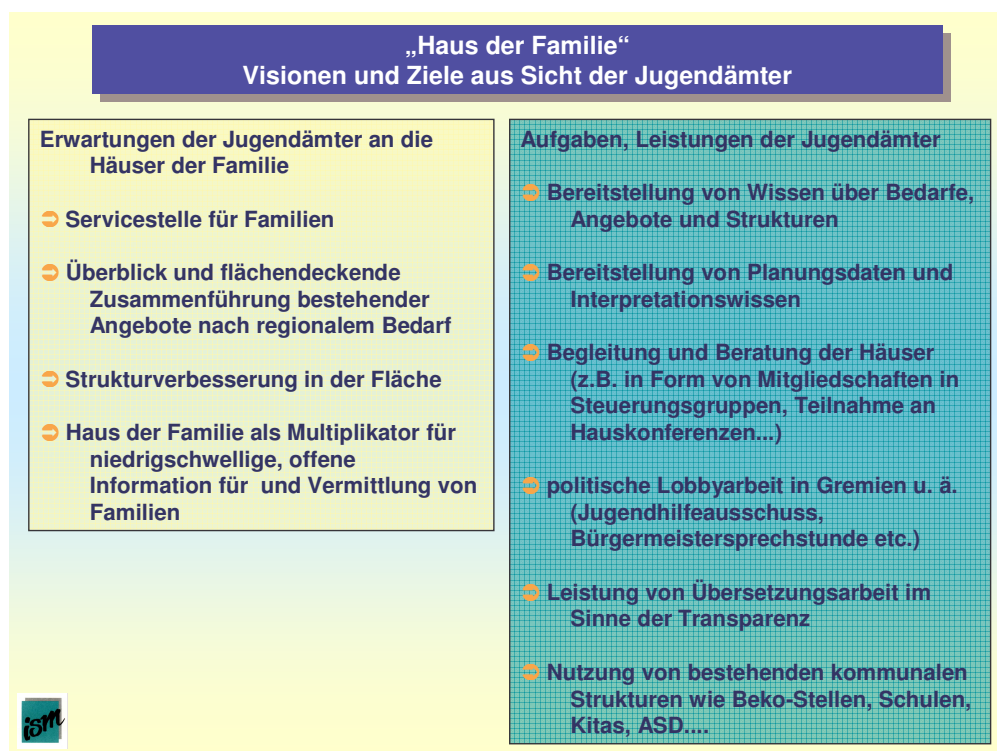 „Haus der Familie“
Visionen und Ziele aus Sicht der Jugendämter
Erwartungen der Jugendämter an die
Häuser der Familie
Servicestelle für Familien
Überblick und flächendeckende
Zusammenführung bestehender
Angebote nach regionalem Bedarf
Strukturverbesserung in der Fläche
Haus der Familie als Multiplikator für
niedrigschwellige, offene
Information für und Vermittlung von
Familien
Aufgaben, Leistungen der Jugendämter
Bereitstellung von Wissen über Bedarfe,
Angebote und Strukturen
Bereitstellung von Planungsdaten und
Interpretationswissen
Begleitung und Beratung der Häuser
(z.B. in Form von Mitgliedschaften in
Steuerungsgruppen, Teilnahme an
Hauskonferenzen...)
politische Lobbyarbeit in Gremien u. ä.
(Jugendhilfeausschuss,
Bürgermeistersprechstunde etc.)
Leistung von Übersetzungsarbeit im
Sinne der Transparenz
Nutzung von bestehenden kommunalen
Strukturen wie Beko-Stellen, Schulen,
Kitas, ASD....
ism